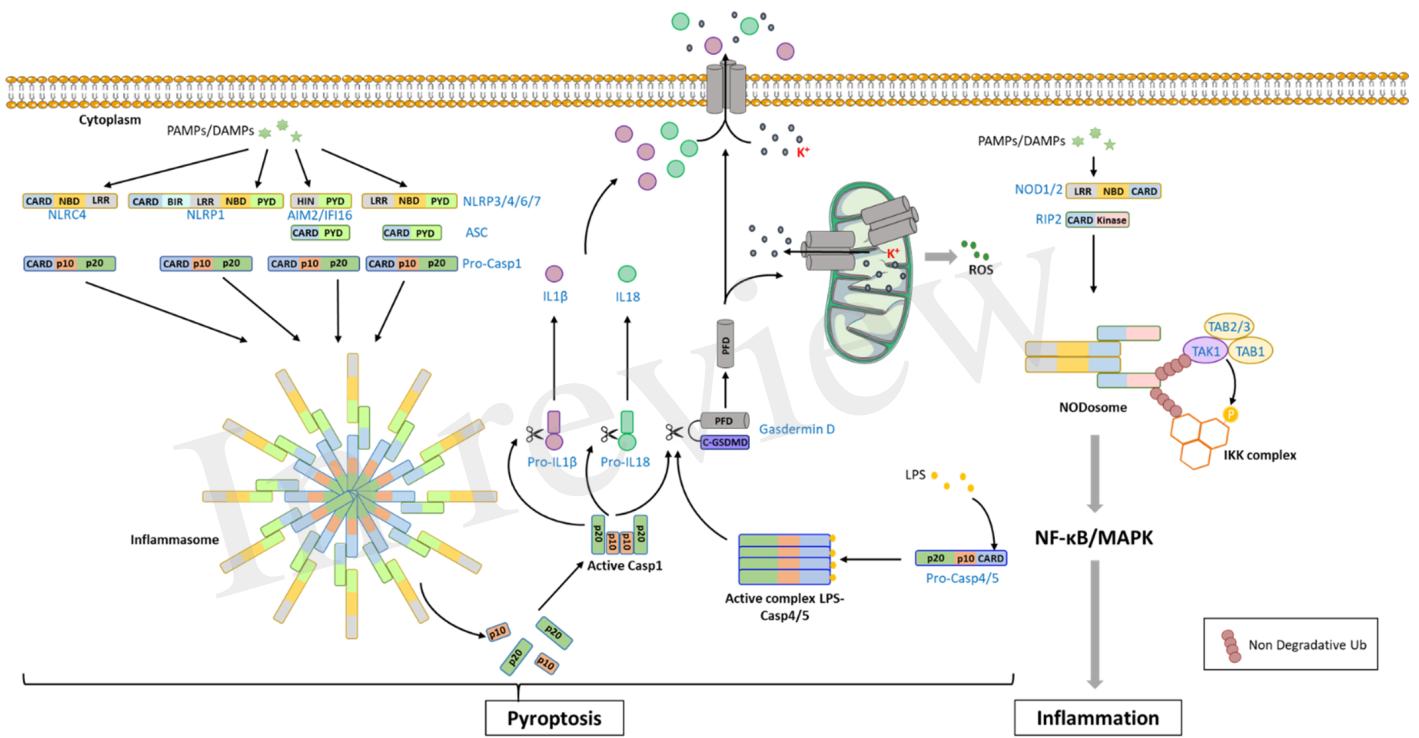 Cytoplasm
PAMPs/DAMPs
CARD NBD LRR
NLRC4
CARD BIR LRR NBD PYD
NLRP1
HIN PYD
AIM2/IFI16
LRR NBD PYD
NLRP3/4/6/7
CARD PYD
CARD PYD
ASC
CARD p10 p20
CARD p10 p20
CARD p10 p20
CARD p10 p20
Pro-Casp1
Inflammasome
p10
p20
p20
p10
p20
p10
p10
p20
Active Casp1
Pro-IL1β
Pro-IL18
IL1β
IL18
K+
K+
ROS
PFD
PFD
C-GSDMD
Gasdermin D
LPS
p20 p10 CARD
Pro-Casp4/5
Active complex LPS-
Casp4/5
PAMPs/DAMPs
NOD1/2
LRR NBD CARD
RIP2
CARD Kinase
TAB2/3
TAK1
TAB1
P
NODosome
IKK complex
NF-κB/MAPK
Non Degradative Ub
Pyroptosis
Inflammation
In review